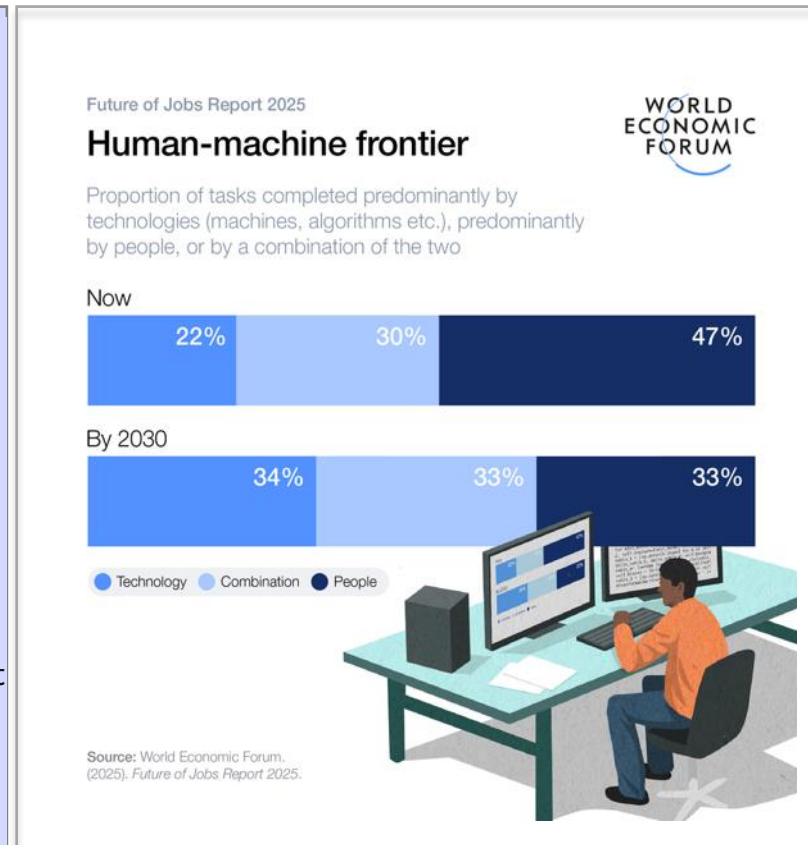 Future of Jobs Report 2025
Human-machine frontier
WORLD
ECONOMIC
FORUM
Proportion of tasks completed predominantly by
technologies (machines, algorithms etc.), predominantly
by people, or by a combination of the two
Now
22% 30% 47%
By 2030
34% 33% 33%
Technology Combination People
Source: World Economic Forum.
(2025). Future of Jobs Report 2025.